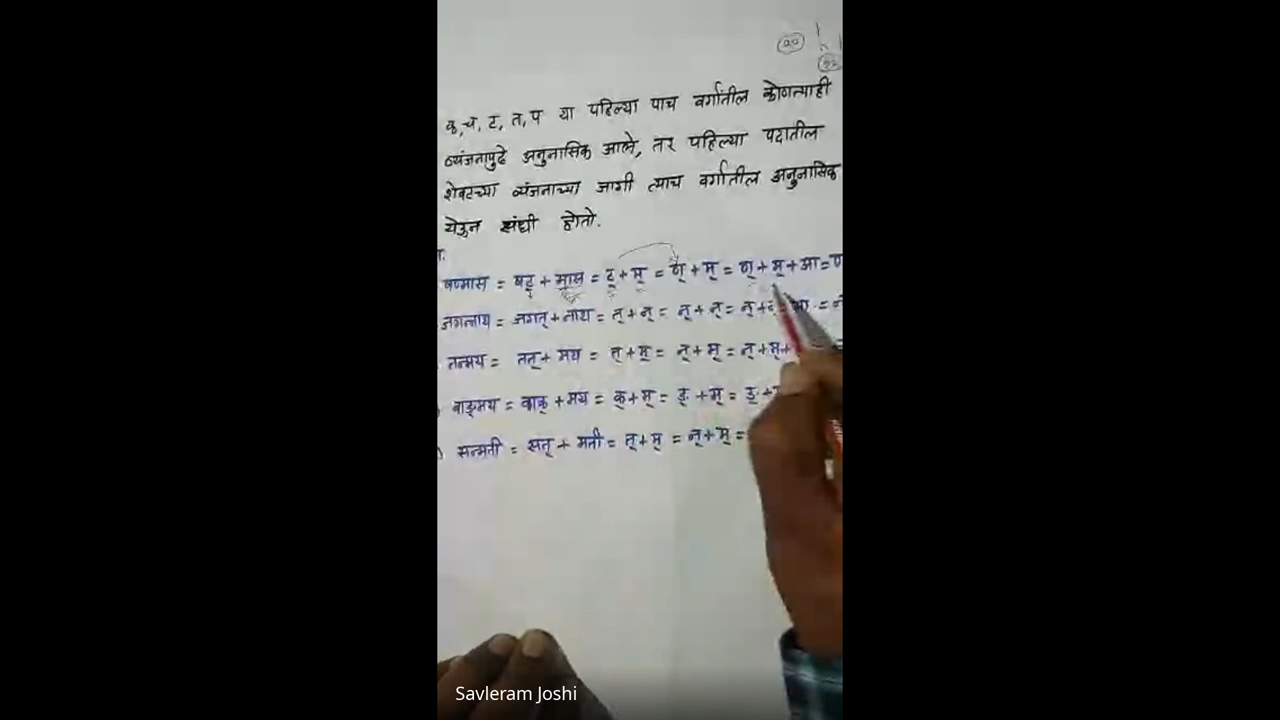 क, च, ट, त, प या पहिल्या पाच वर्गातील कोणत्याही
व्यंजनापुढे अनुनासिक आले, तर पहिल्या पदातील
शेवटच्या व्यंजनाच्या जागी त्याच वर्गातील अनुनासिक
येऊन संधी होतो.
षण्मास = षट् + मास = ट् + म् = ण् + म् = ण् + म् + आ =
जगन्नाथ = जगत् + नाथ = त् + न् = न् + न् = न् +
तन्मय = तत् + मय = त् + म् = न् + म् = न् + म् +
वाङ्मय = वाक् + मय = क् + म् = ङ् + म् = ङ् +
सन्मती = सत् + मती = त् + म् = न् + म् =
Savleram Joshi